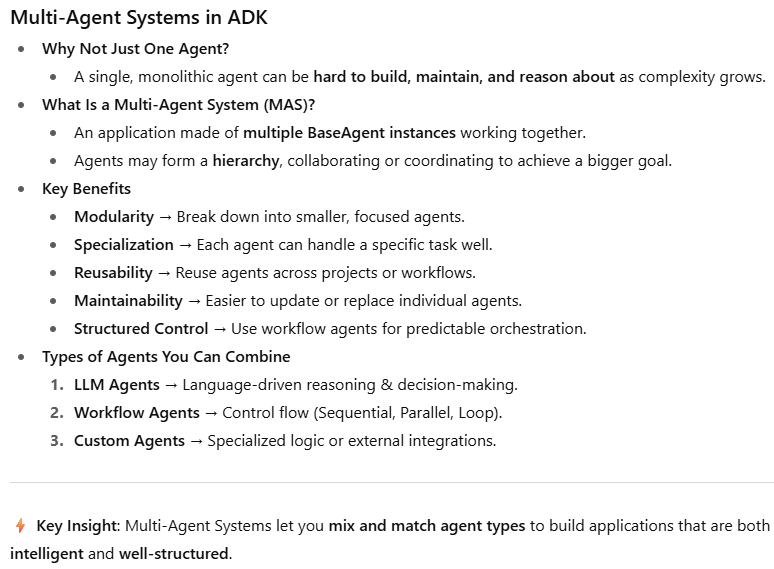 Multi-Agent Systems in ADK
• Why Not Just One Agent?
• A single, monolithic agent can be hard to build, maintain, and reason about as complexity grows.
• What Is a Multi-Agent System (MAS)?
• An application made of multiple BaseAgent instances working together.
• Agents may form a hierarchy, collaborating or coordinating to achieve a bigger goal.
• Key Benefits
• Modularity → Break down into smaller, focused agents.
• Specialization → Each agent can handle a specific task well.
• Reusability → Reuse agents across projects or workflows.
• Maintainability → Easier to update or replace individual agents.
• Structured Control → Use workflow agents for predictable orchestration.
• Types of Agents You Can Combine
1. LLM Agents → Language-driven reasoning & decision-making.
2. Workflow Agents → Control flow (Sequential, Parallel, Loop).
3. Custom Agents → Specialized logic or external integrations.
⚡ Key Insight: Multi-Agent Systems let you mix and match agent types to build applications that are both
intelligent and well-structured.